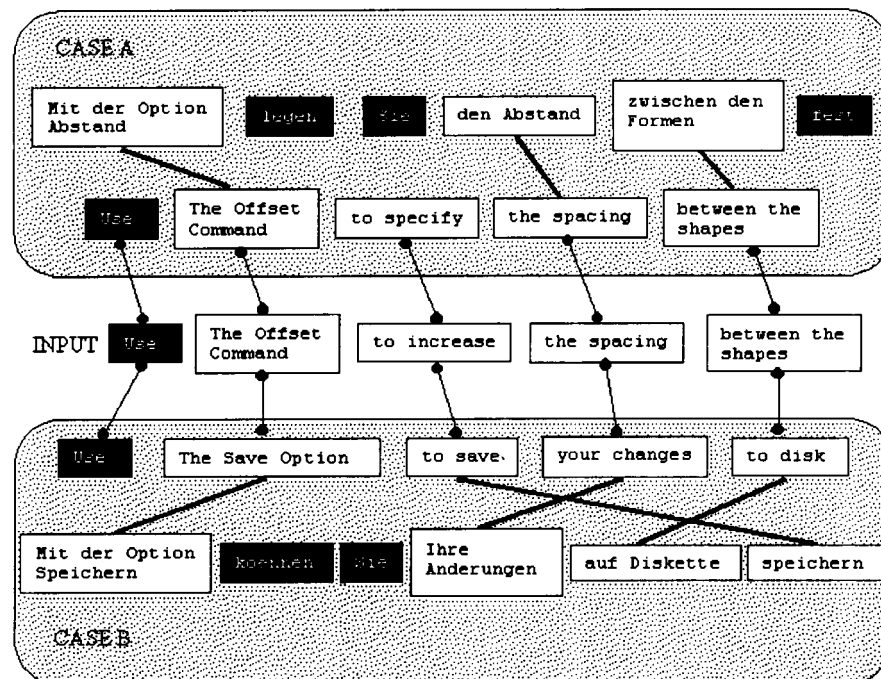 CASE A
Mit der Option
Abstand
legen
Sie
den Abstand
zwischen den
Formen
fest
Use
The Offset
Command
to specify
the spacing
between the
shapes
INPUT
Use
The Offset
Command
to increase
the spacing
between the
shapes
Use
The Save Option
to save
your changes
to disk
Mit der Option
Speichern
koennen
Sie
Ihre
Anderungen
auf Diskette
speichern
CASE B